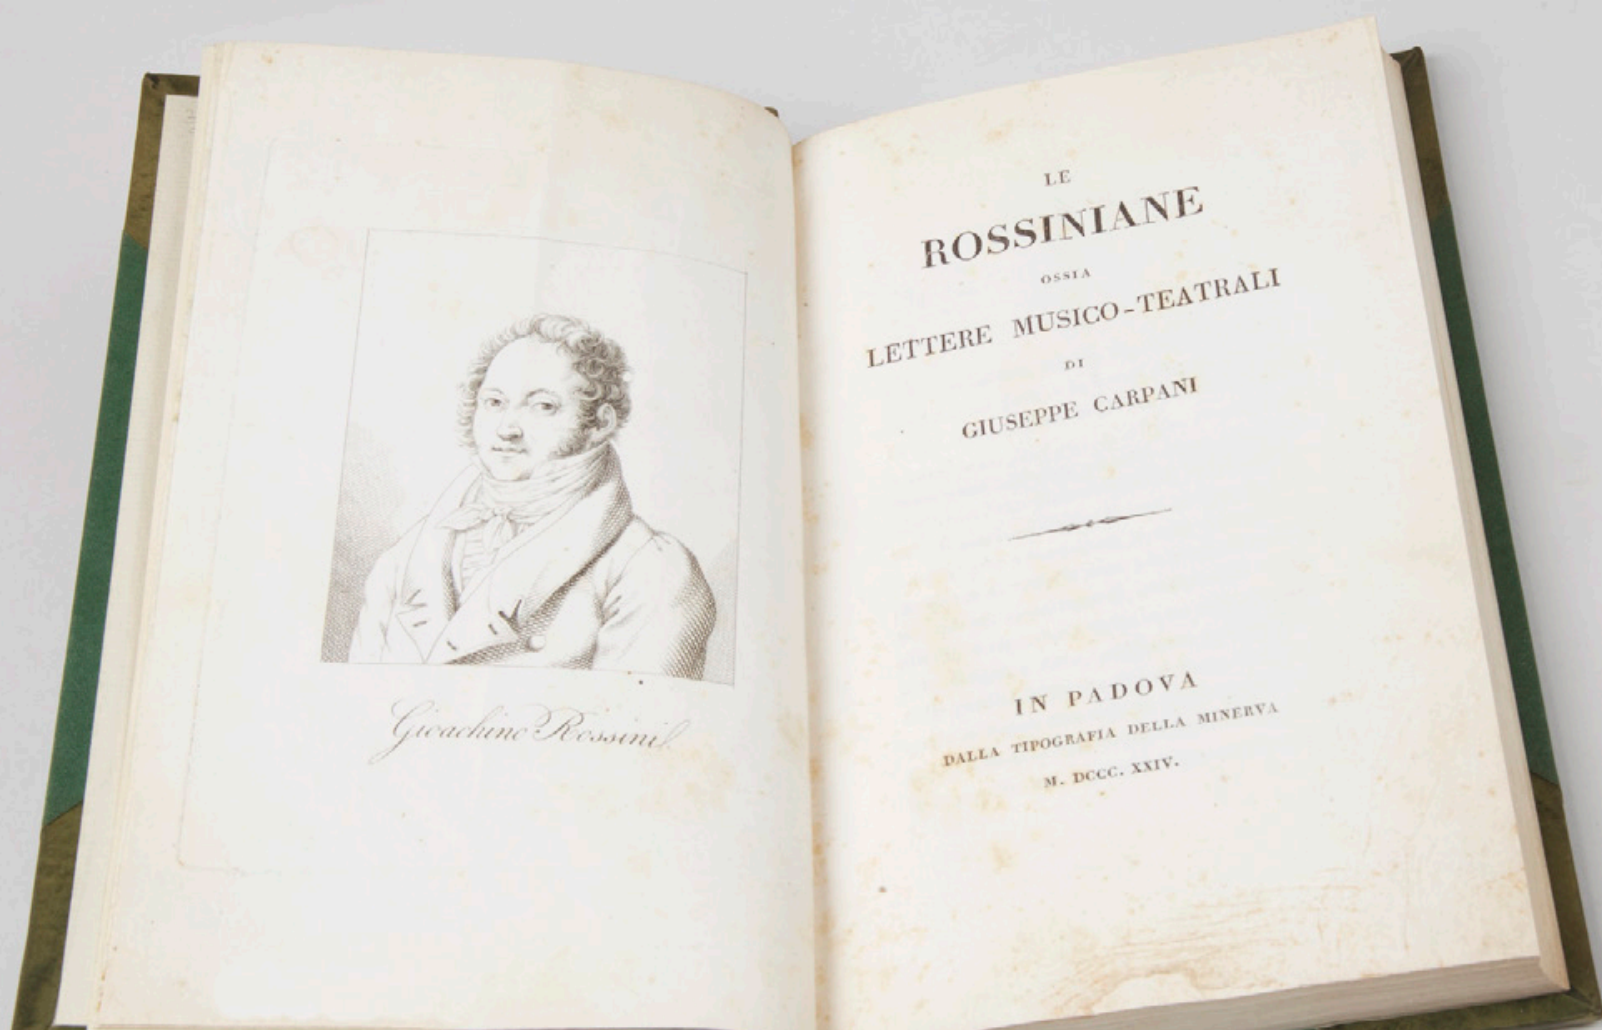 Gioachino Rossini
LE
ROSSINIANE
OSSIA
LETTERE MUSICO-TEATRALI
DI
GIUSEPPE CARPANI
IN PADOVA
DALLA TIPOGRAFIA DELLA MINERVA
M. DCCC. XXIV.